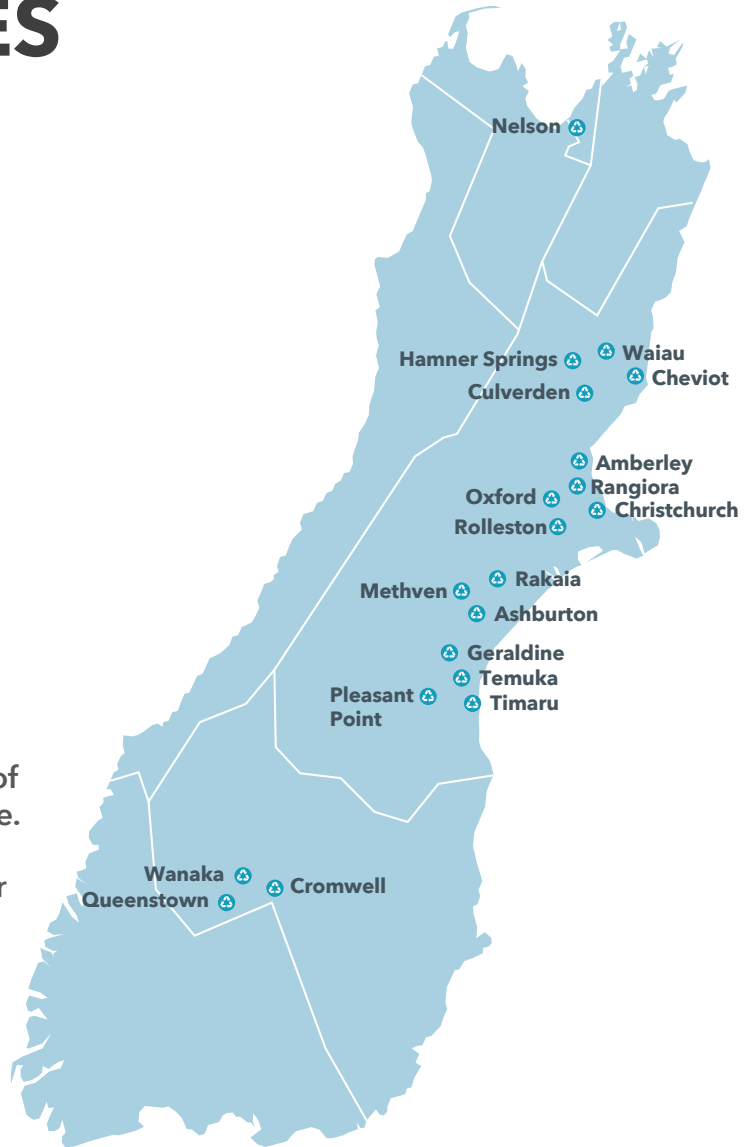 ES
Nelson
Hamner Springs
Waiau
Cheviot
Culverden
Amberley
Rangiora
Oxford
Christchurch
Rolleston
Rakaia
Methven
Ashburton
Geraldine
Temuka
Pleasant
Point
Timaru
of
e.
Wanaka
r
Cromwell
Queenstown